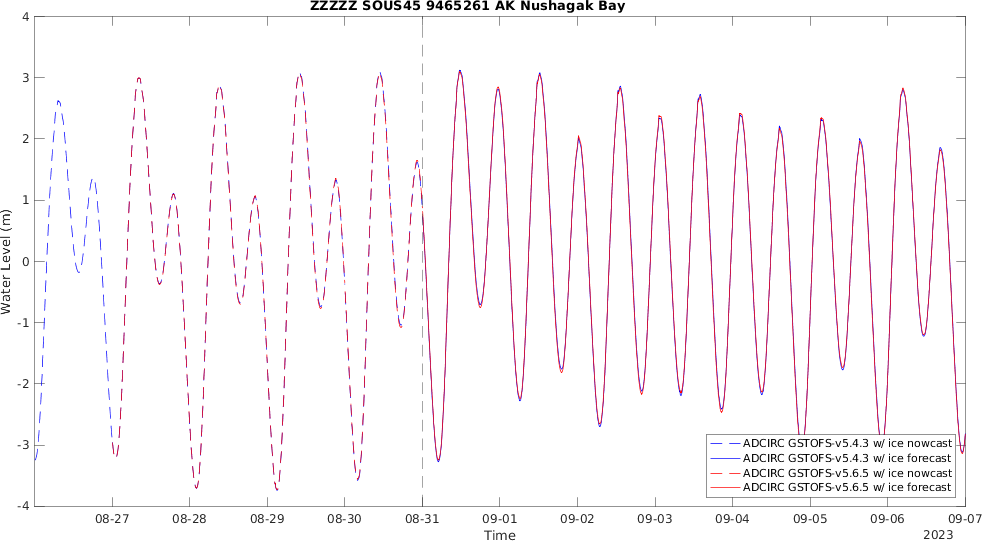 ZZZZZ SOUS45 9465261 AK Nushagak Bay
4
3
2
1
0
-1
-2
-3
-4
Water Level (m)
ADCIRC GSTOFS-v5.4.3 w/ ice nowcast
ADCIRC GSTOFS-v5.4.3 w/ ice forecast
ADCIRC GSTOFS-v5.6.5 w/ ice nowcast
ADCIRC GSTOFS-v5.6.5 w/ ice forecast
08-27 08-28 08-29 08-30 08-31 09-01 09-02 09-03 09-04 09-05 09-06 09-07
Time
2023